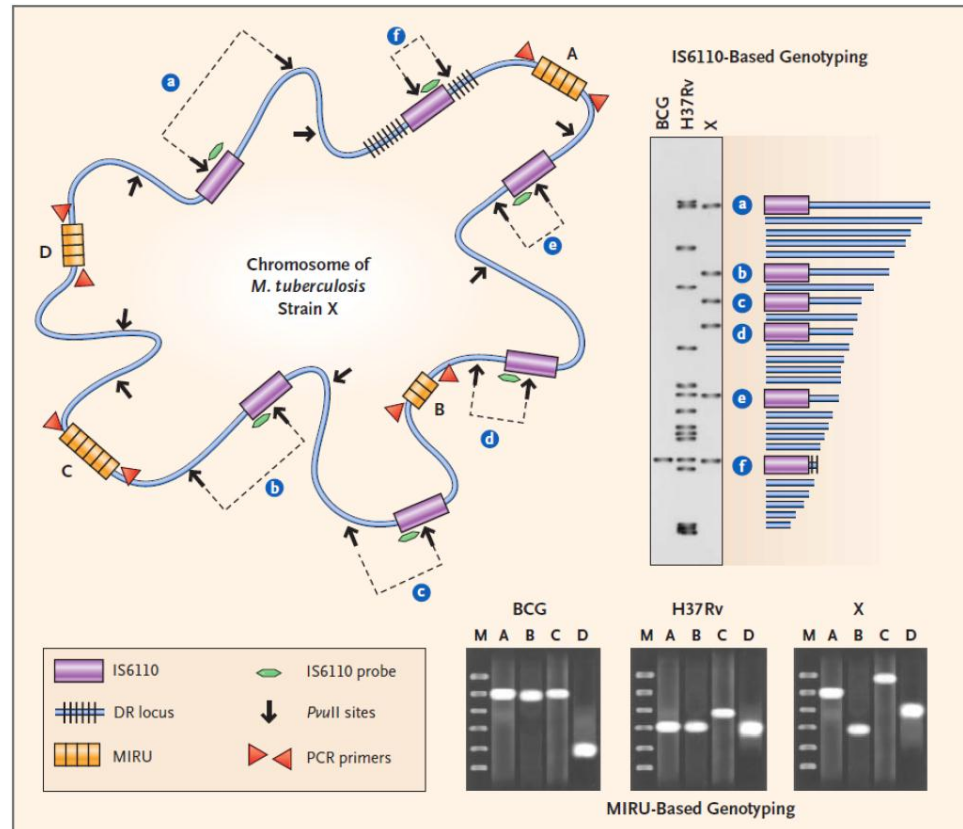 IS6110-Based Genotyping
BCG
H37Rv
X
a
f
A
a
b
c
d
e
f
e
D
Chromosome of
M. tuberculosis
Strain X
B
d
C
b
c
IS6110
DR locus
MIRU
IS6110 probe
PvuII sites
PCR primers
BCG
M A B C D
H37Rv
M A B C D
X
M A B C D
MIRU-Based Genotyping